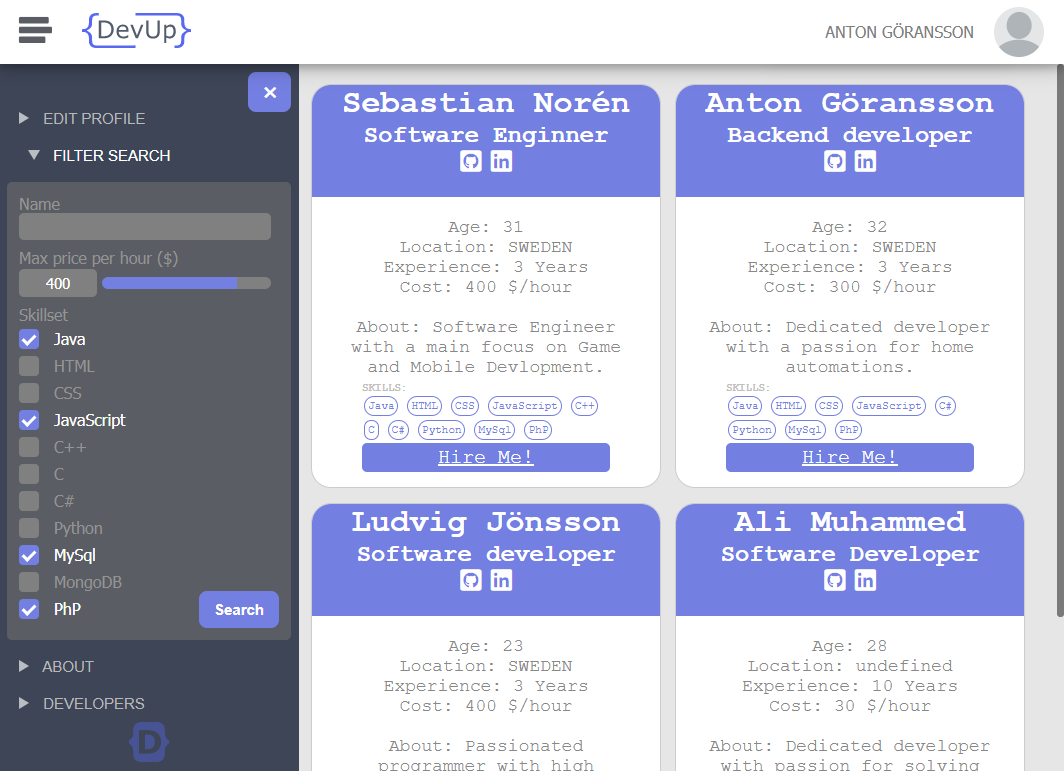 {DevUp}
ANTON GÖRANSSON
×
EDIT PROFILE
FILTER SEARCH
Name
Max price per hour ($)
400
Skillset
Java
HTML
CSS
JavaScript
C++
C
C#
Python
MySql
MongoDB
PhP
Search
ABOUT
DEVELOPERS
D
Sebastian Norén
Software Enginner
in
Age: 31
Location: SWEDEN
Experience: 3 Years
Cost: 400 $/hour
About: Software Engineer
with a main focus on Game
and Mobile Devlopment.
SKILLS:
Java HTML CSS JavaScript C++
C C# Python MySql PhP
Hire Me!
Anton Göransson
Backend developer
in
Age: 32
Location: SWEDEN
Experience: 3 Years
Cost: 300 $/hour
About: Dedicated developer
with a passion for home
automations.
SKILLS:
Java HTML CSS JavaScript C#
Python MySql PhP
Hire Me!
Ludvig Jönsson
Software developer
in
Age: 23
Location: SWEDEN
Experience: 3 Years
Cost: 400 $/hour
About: Passionated
programmer with high
Ali Muhammed
Software Developer
in
Age: 28
Location: undefined
Experience: 10 Years
Cost: 30 $/hour
About: Dedicated developer
with passion for solving